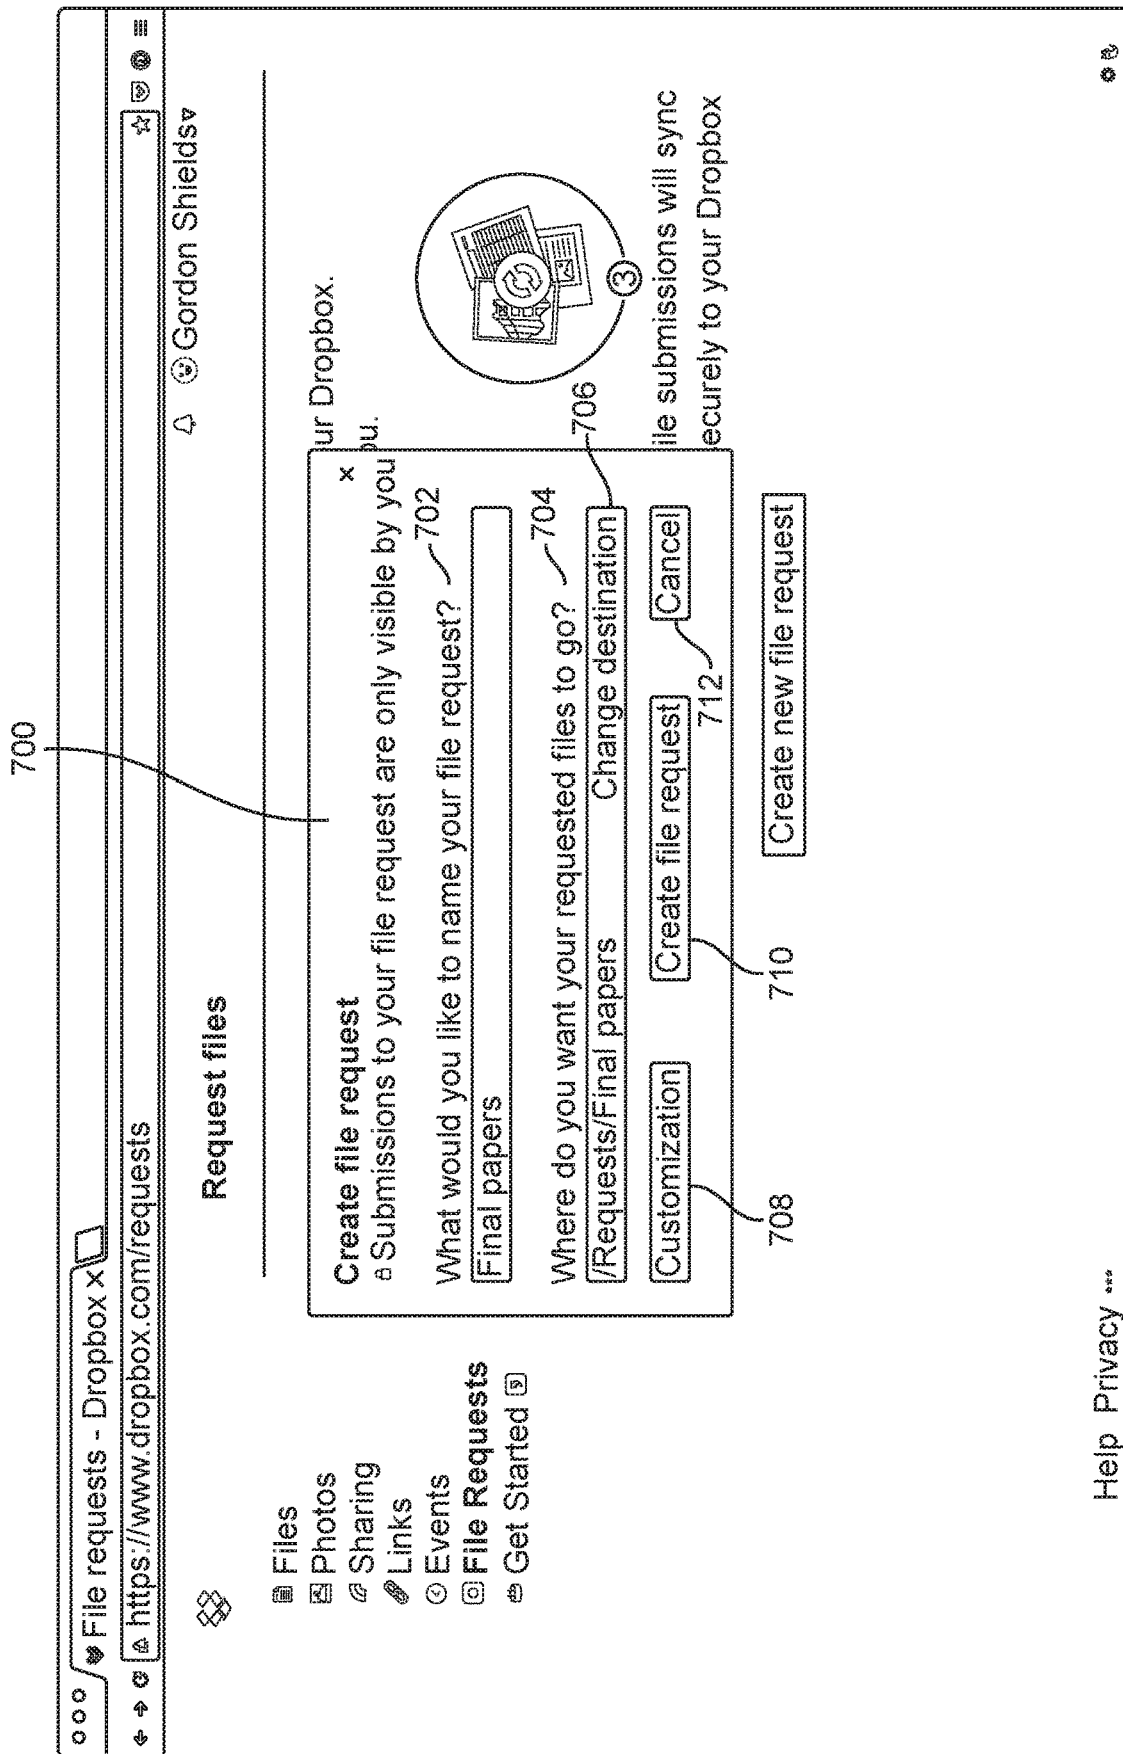 700
File requests - Dropbox X
https://www.dropbox.com/requests
Gordon Shields
Request files
Files
Photos
Sharing
Links
Events
File Requests
Get Started
ur Dropbox.
ou.
Create file request
x
Submissions to your file request are only visible by you
What would you like to name your file request?
702
Final papers
Where do you want your requested files to go?
704
/Requests/Final papers
Change destination
706
Customization
Create file request
Cancel
708
710
712
3
ile submissions will sync
ecurely to your Dropbox
Create new file request
Help Privacy ...